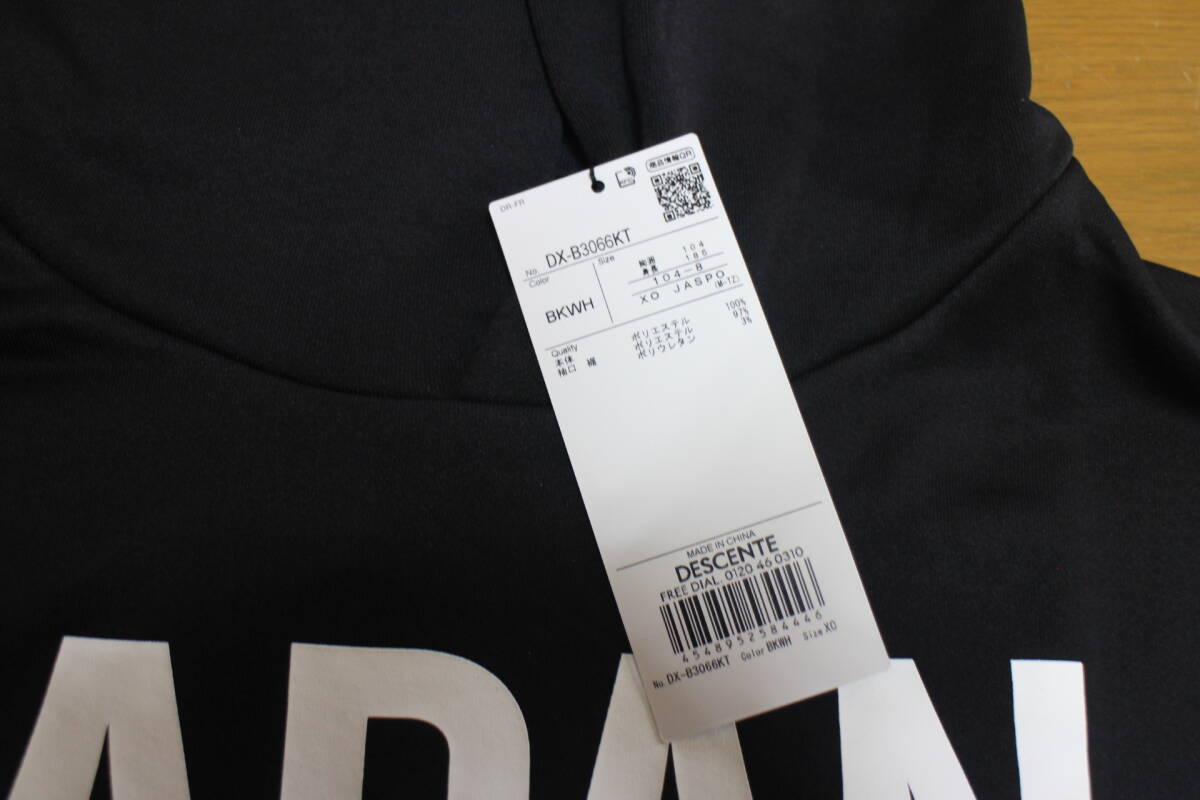 DR-FR
商品情報QR
No. DX-B3066KT
Color
BKWH
Size
胸囲 104
身長 185
104-8
XO JASPO
(M-TZ)
Quality
本体 ポリエステル 100%
袖口 裾 ポリエステル 97%
ポリウレタン 3%
MADE IN CHINA
DESCENTE
FREE DIAL. 0120 46 0310
4548952584446
No. DX-B3066KT Color BKWH Size XO
APAN